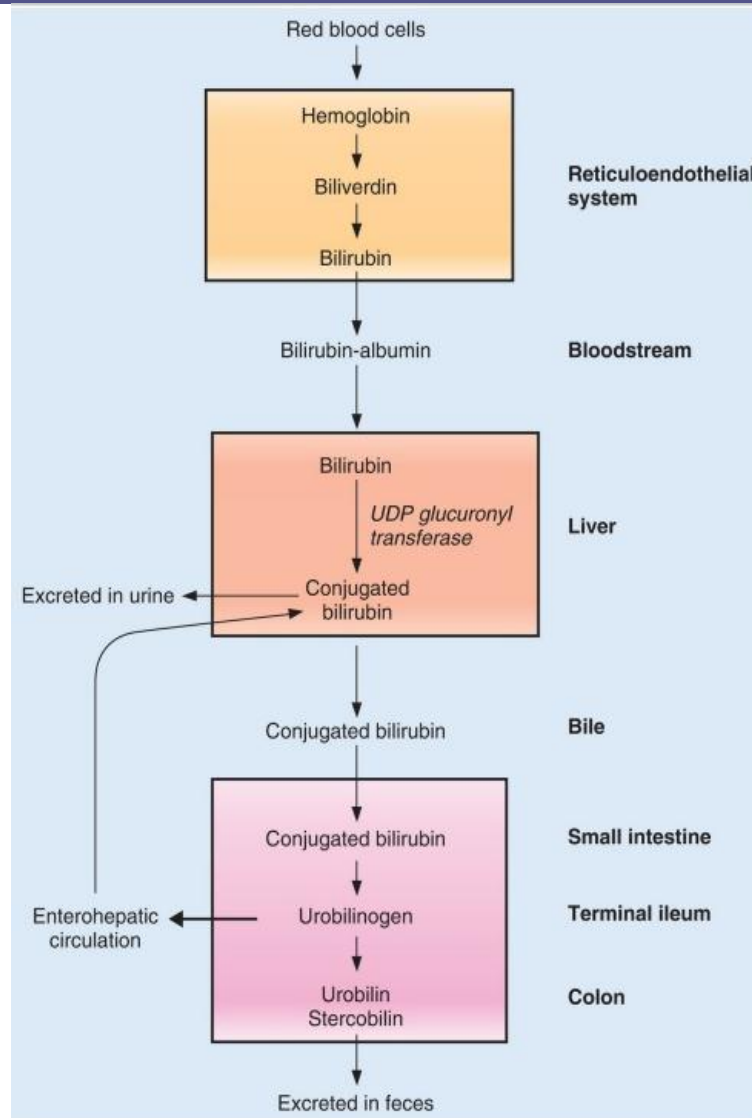 Red blood cells
Hemoglobin
Biliverdin
Bilirubin
Reticuloendothelial
system
Bilirubin-albumin
Bloodstream
Bilirubin
UDP glucuronyl
transferase
Liver
Excreted in urine
Conjugated
bilirubin
Conjugated bilirubin
Bile
Conjugated bilirubin
Small intestine
Enterohepatic
circulation
Urobilinogen
Terminal ileum
Urobilin
Stercobilin
Colon
Excreted in feces